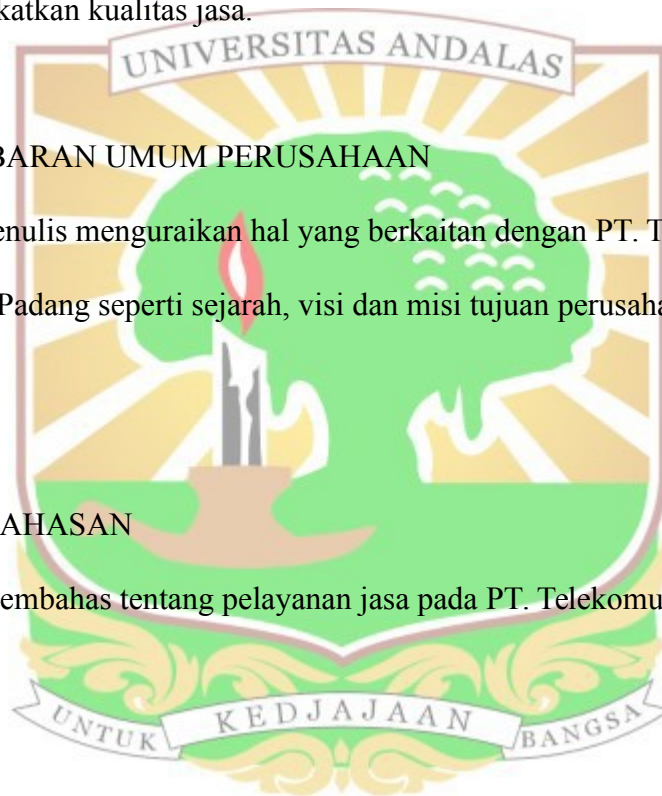 katkan kualitas jasa.
UNIVERSITAS ANDALAS
BARAN UMUM PERUSAHAAN
enulis menguraikan hal yang berkaitan dengan PT. T
Padang seperti sejarah, visi dan misi tujuan perusaha
AHASAN
embahas tentang pelayanan jasa pada PT. Telekomu
UNTUK KEDJAJAAN BANGSA